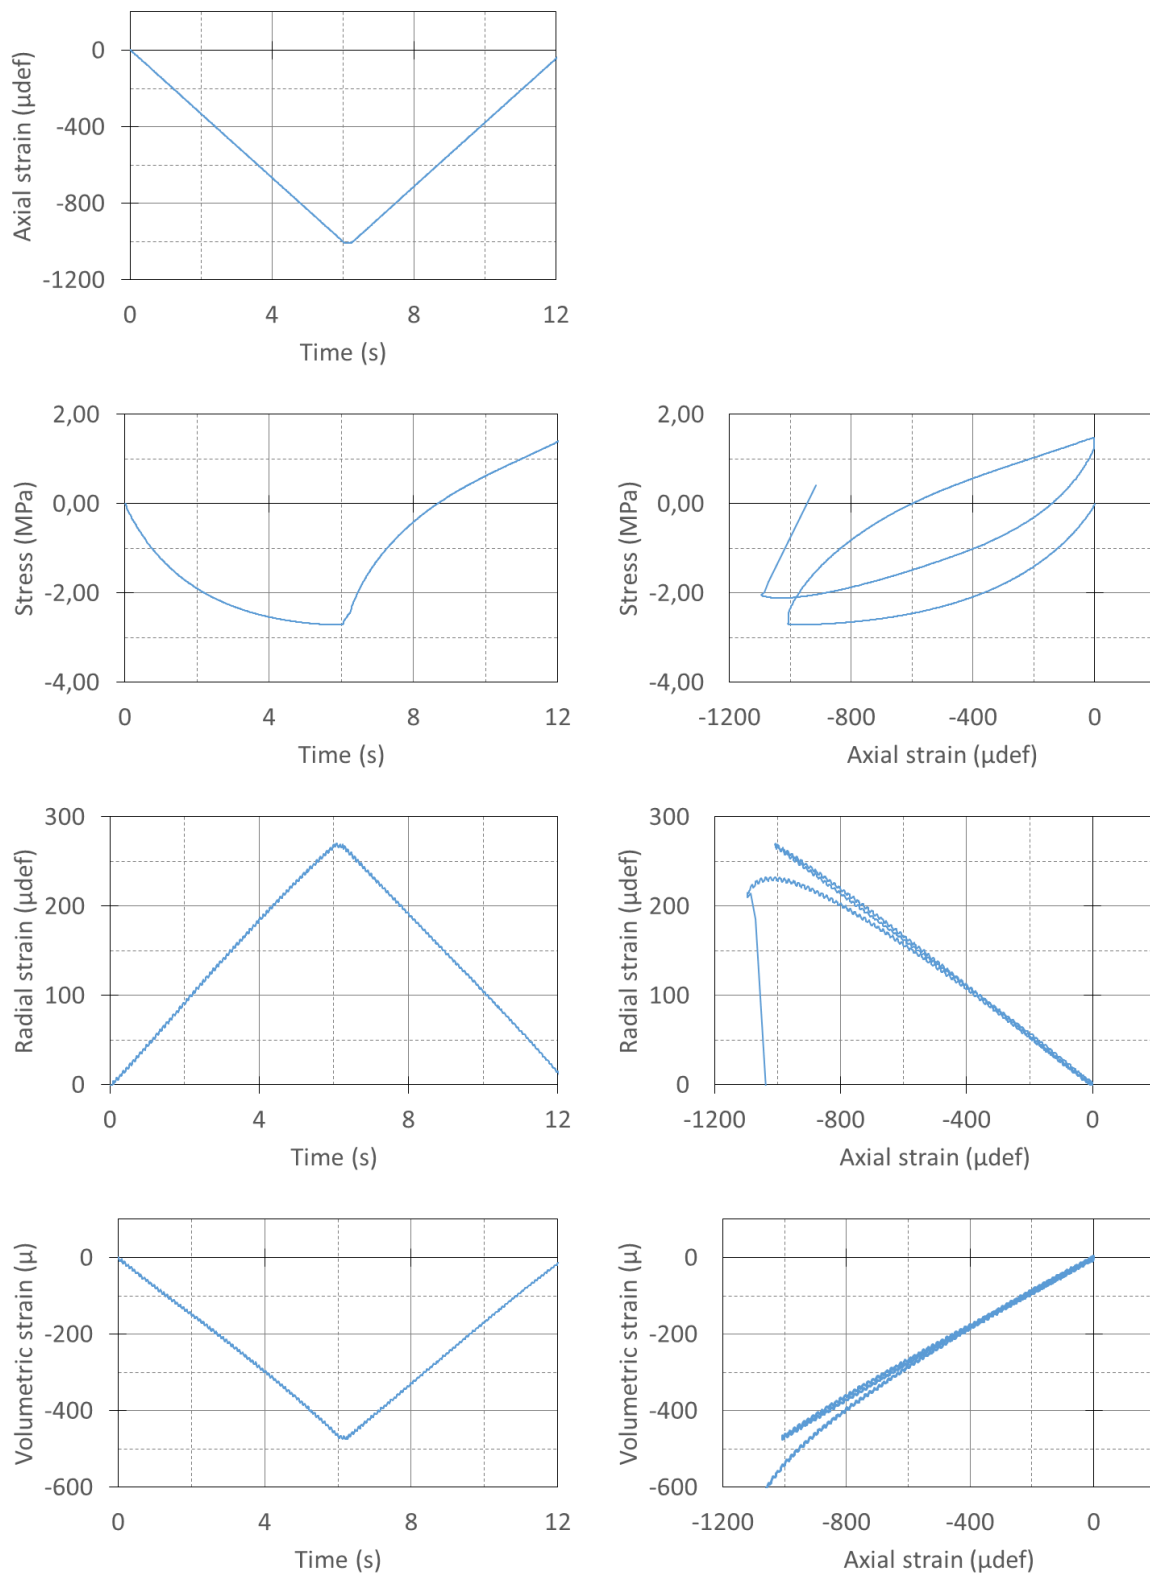 Axial strain (µdef)
0
-400
-800
-1200
0 4 8 12
Time (s)
Stress (MPa)
2,00
0,00
-2,00
-4,00
0 4 8 12
Time (s)
Stress (MPa)
2,00
0,00
-2,00
-4,00
-1200 -800 -400 0
Axial strain (µdef)
Radial strain (µdef)
300
200
100
0
0 4 8 12
Time (s)
Radial strain (µdef)
300
200
100
0
-1200 -800 -400 0
Axial strain (µdef)
Volumetric strain (µ)
0
-200
-400
-600
0 4 8 12
Time (s)
Volumetric strain (µ)
0
-200
-400
-600
-1200 -800 -400 0
Axial strain (µdef)